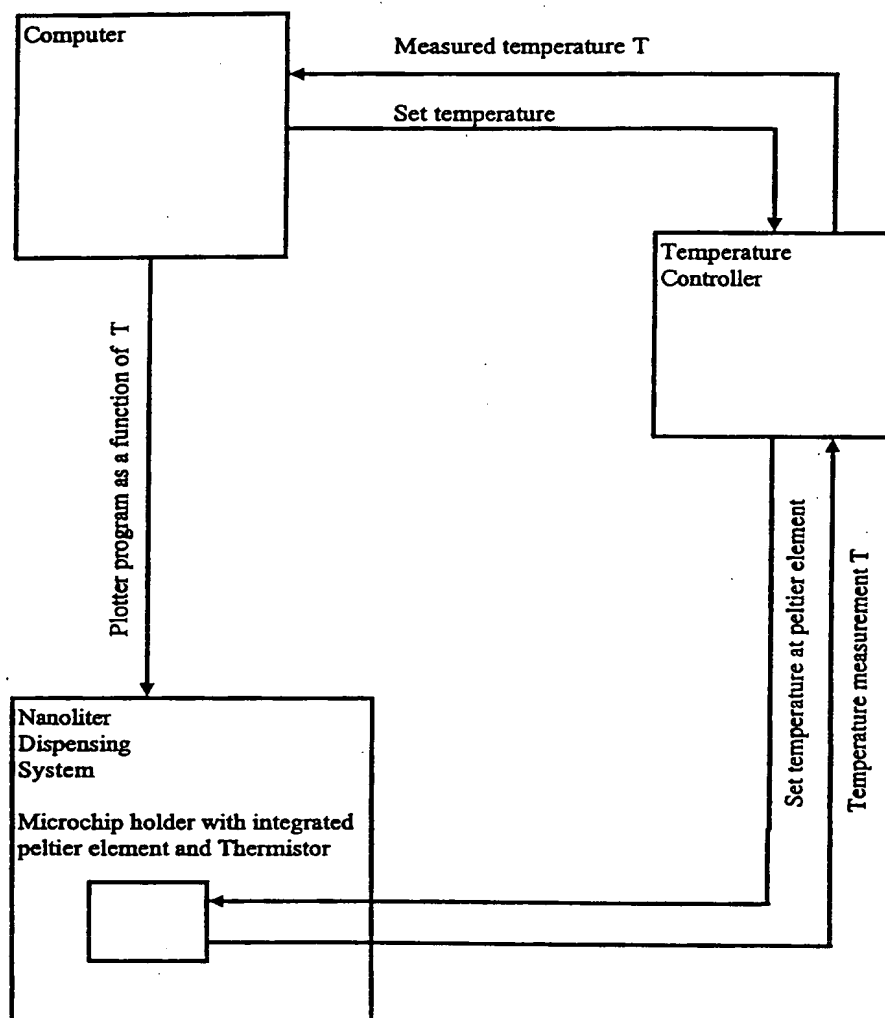 Computer
Measured temperature T
Set temperature
Temperature
Controller
Plotter program as a function of T
Set temperature at peltier element
Temperature measurement T
Nanoliter
Dispensing
System
Microchip holder with integrated
peltier element and Thermistor